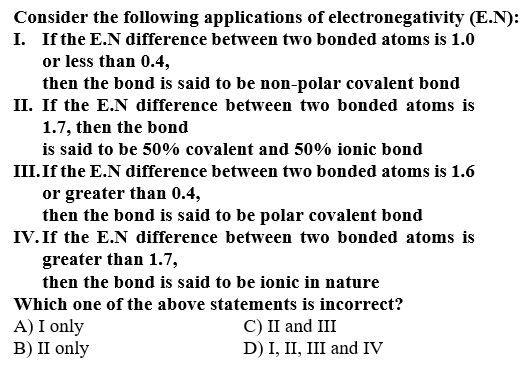 Consider the following applications of electronegativity (E.N):
I. If the E.N difference between two bonded atoms is 1.0
or less than 0.4,
then the bond is said to be non-polar covalent bond
II. If the E.N difference between two bonded atoms is
1.7, then the bond
is said to be 50% covalent and 50% ionic bond
III. If the E.N difference between two bonded atoms is 1.6
or greater than 0.4,
then the bond is said to be polar covalent bond
IV. If the E.N difference between two bonded atoms is
greater than 1.7,
then the bond is said to be ionic in nature
Which one of the above statements is incorrect?
A) I only C) II and III
B) II only D) I, II, III and IV